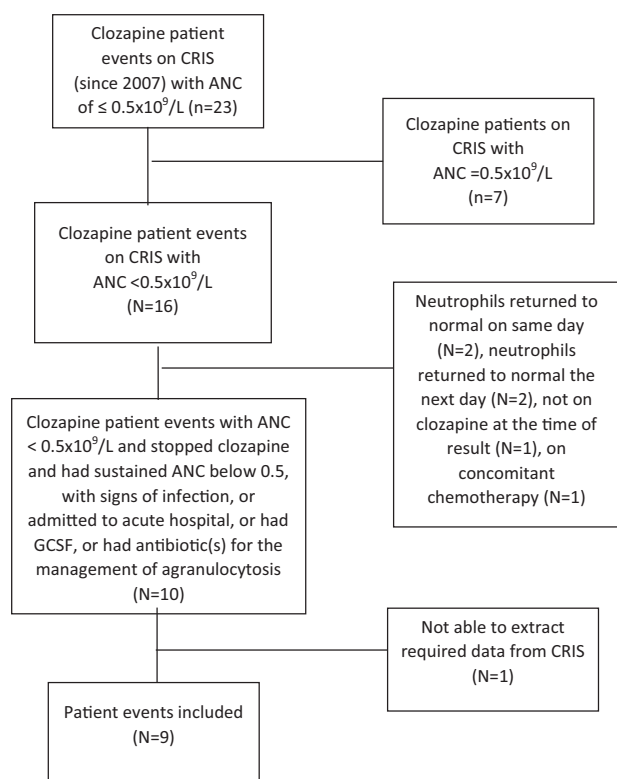 Clozapine patient
events on CRIS
(since 2007) with ANC
of ≤ 0.5x10⁹/L (n=23)
Clozapine patients on
CRIS with
ANC =0.5x10⁹/L
(n=7)
Clozapine patient events
on CRIS with
ANC <0.5x10⁹/L
(N=16)
Neutrophils returned to
normal on same day
(N=2), neutrophils
returned to normal the
next day (N=2), not on
clozapine at the time of
result (N=1), on
concomitant
chemotherapy (N=1)
Clozapine patient events with ANC
< 0.5x10⁹/L and stopped clozapine
and had sustained ANC below 0.5,
with signs of infection, or
admitted to acute hospital, or had
GCSF, or had antibiotic(s) for the
management of agranulocytosis
(N=10)
Not able to extract
required data from CRIS
(N=1)
Patient events included
(N=9)